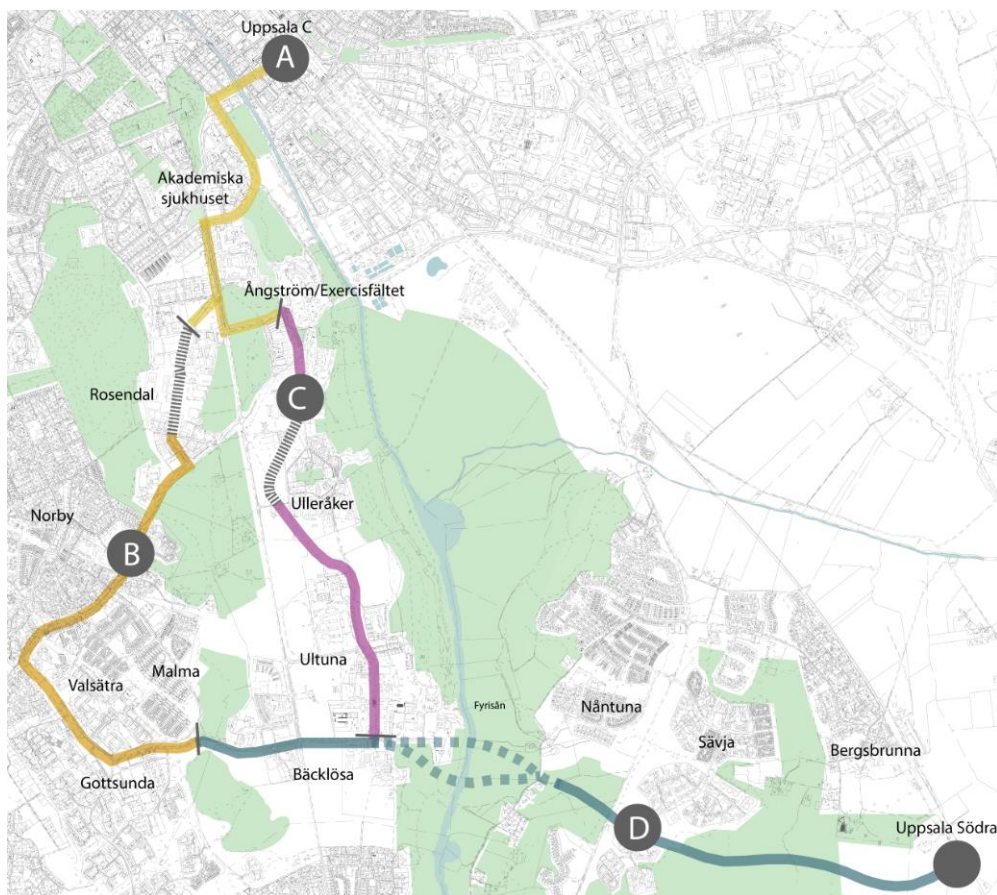 Uppsala C
A
Akademiska
sjukhuset
Ångström/Exercisfältet
Rosendal
C
Ulleråker
Norby
B
Ultuna
Malma
Valsätra
Fyrisån
Nåntuna
Sävja
Bergsbrunna
Gottsunda
Bäcklösa
D
Uppsala Södra